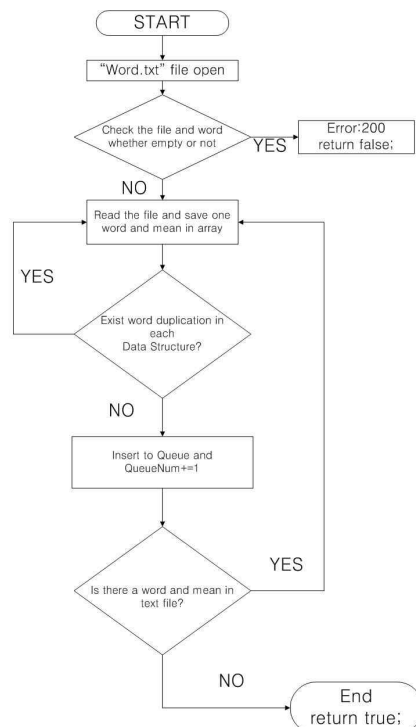 START
“Word.txt” file open
Check the file and word
whether empty or not
YES
Error:200
return false;
NO
Read the file and save one
word and mean in array
YES
Exist word duplication in
each
Data Structure?
NO
Insert to Queue and
QueueNum+=1
YES
Is there a word and mean in
text file?
NO
End
return true;